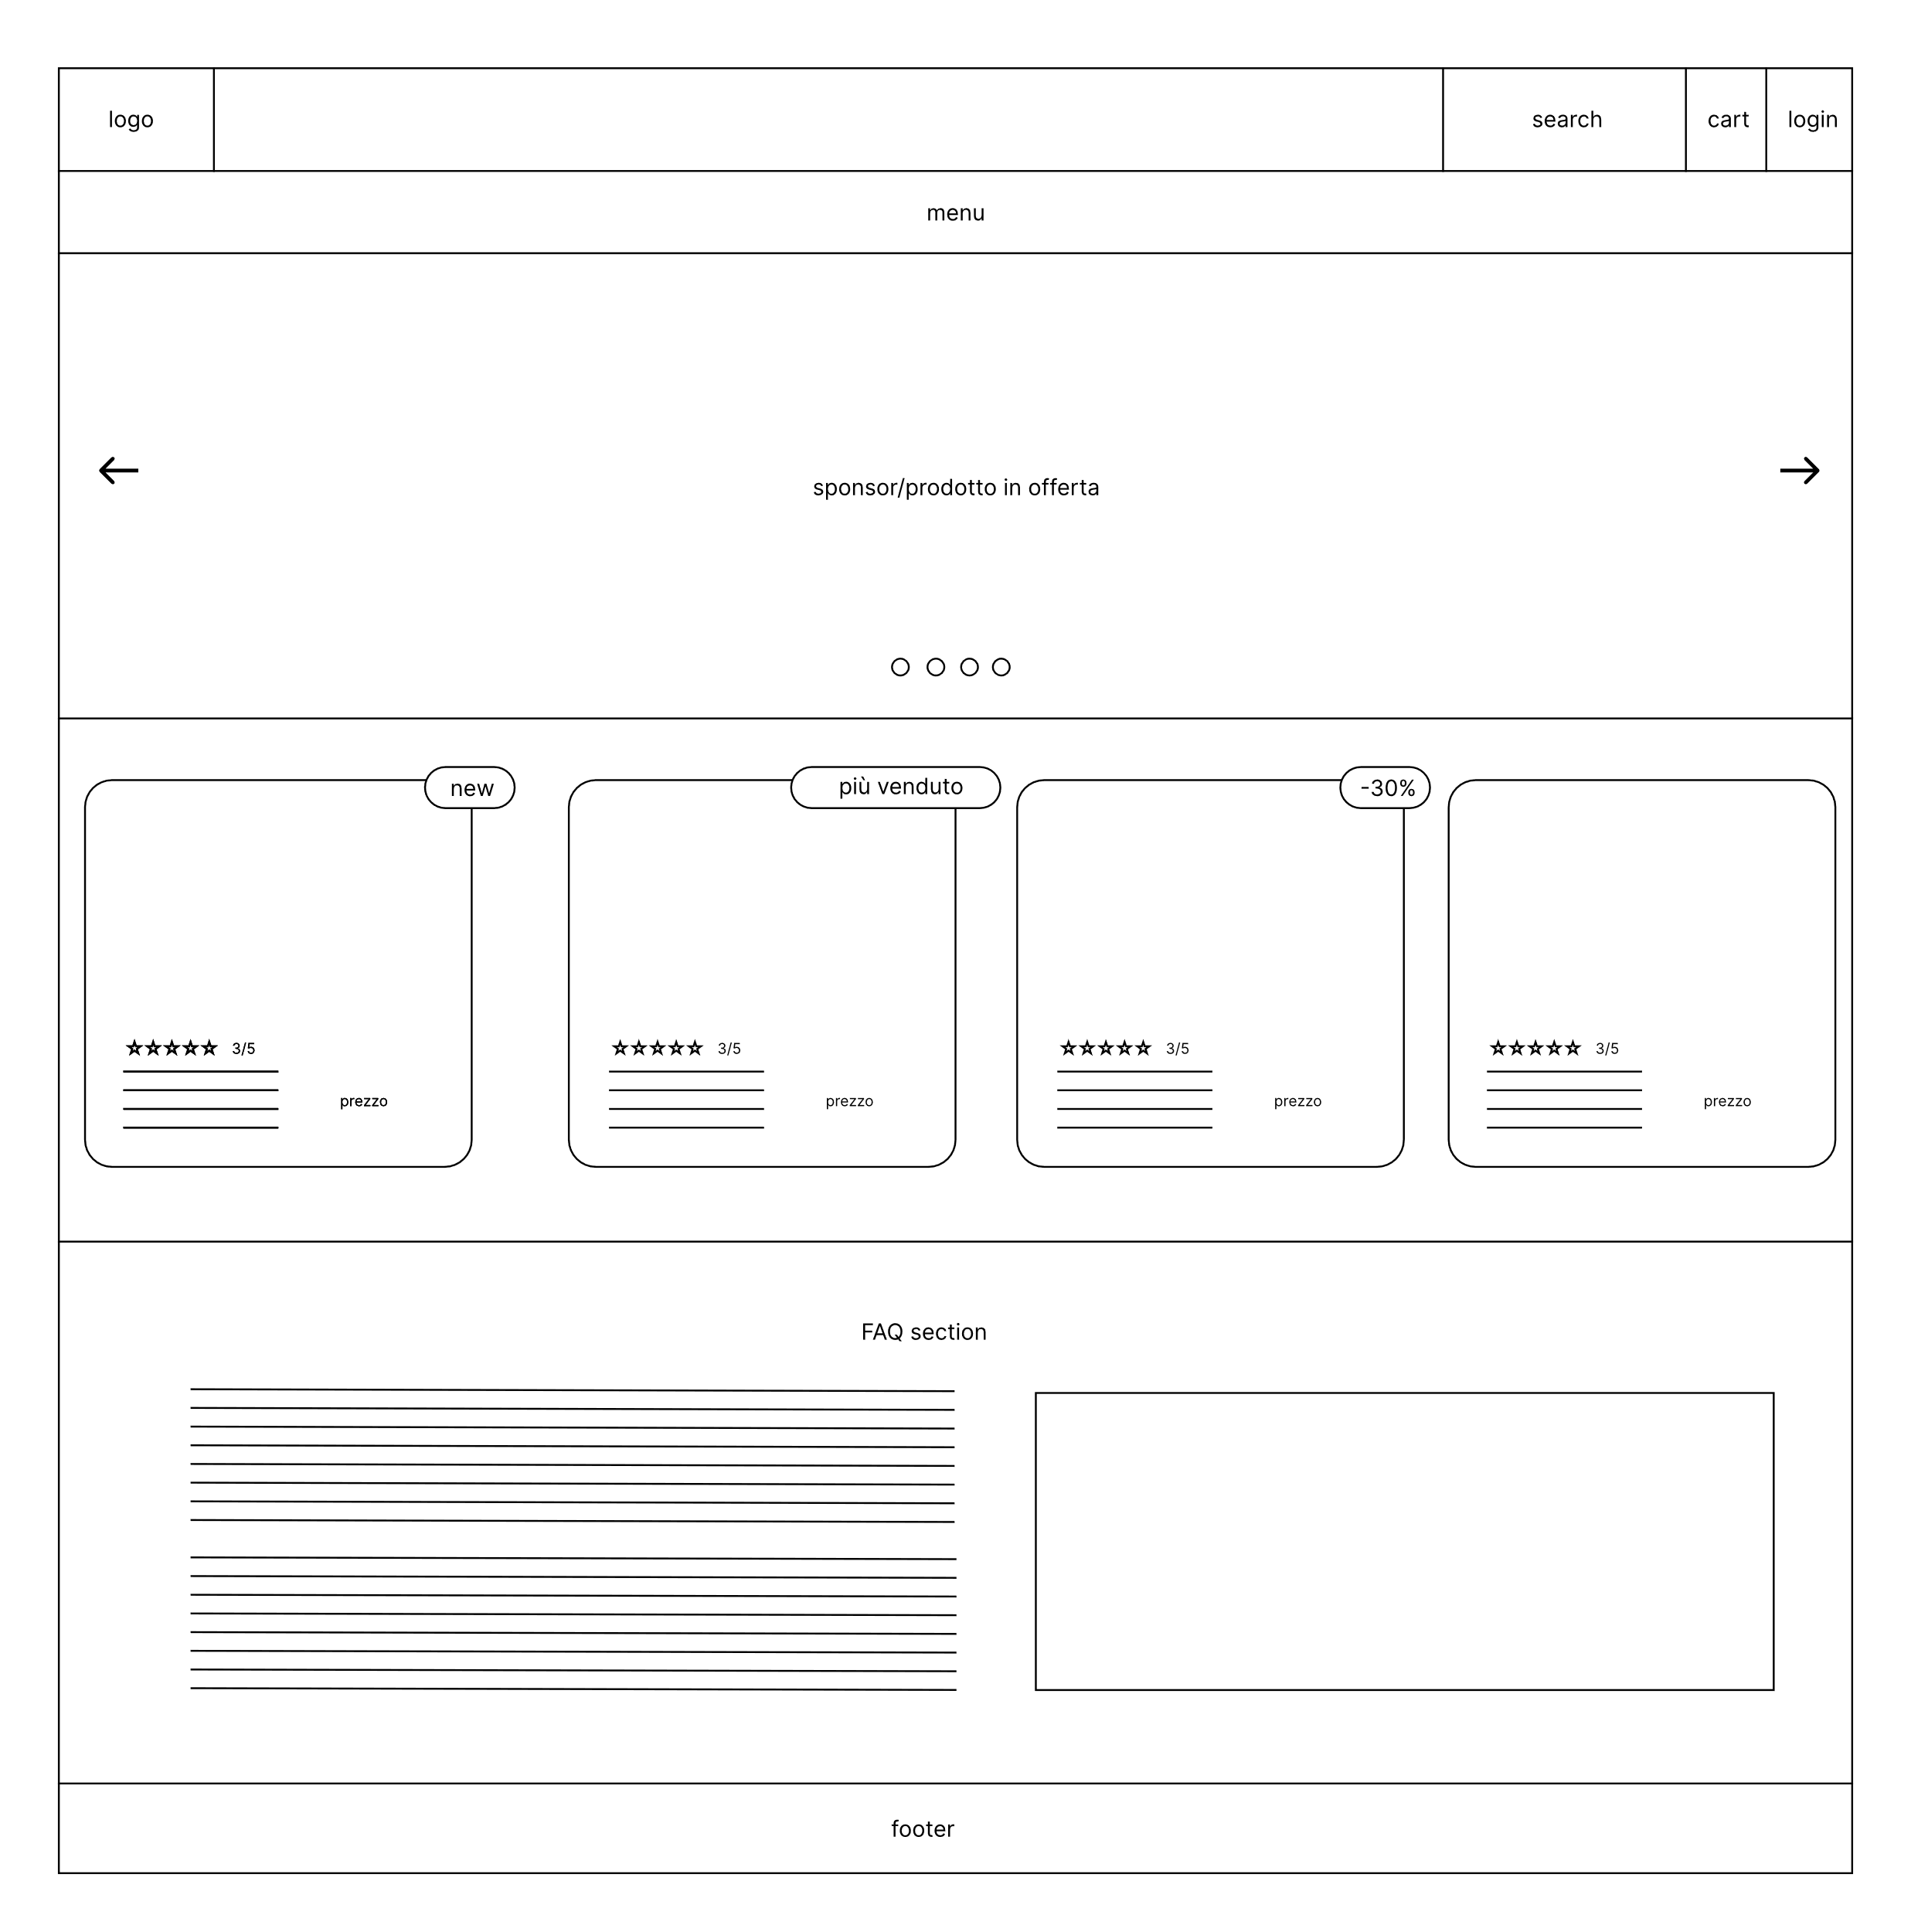 logo
search
cart
login
menu
sponsor/prodotto in offerta
new
più venduto
-30%
3/5
prezzo
3/5
prezzo
3/5
prezzo
3/5
prezzo
FAQ section
footer